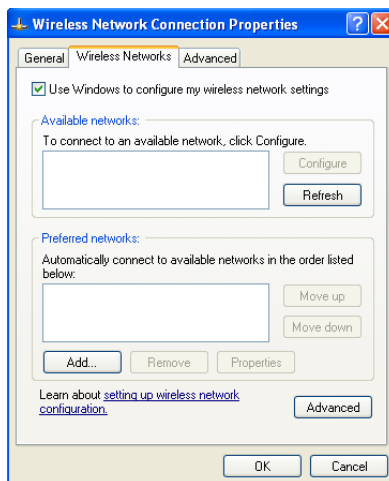 Wireless Network Connection Properties
General Wireless Networks Advanced
Use Windows to configure my wireless network settings
Available networks:
To connect to an available network, click Configure.
Configure
Refresh
Preferred networks:
Automatically connect to available networks in the order listed
below:
Move up
Move down
Add... Remove Properties
Learn about setting up wireless network
configuration.
Advanced
OK Cancel